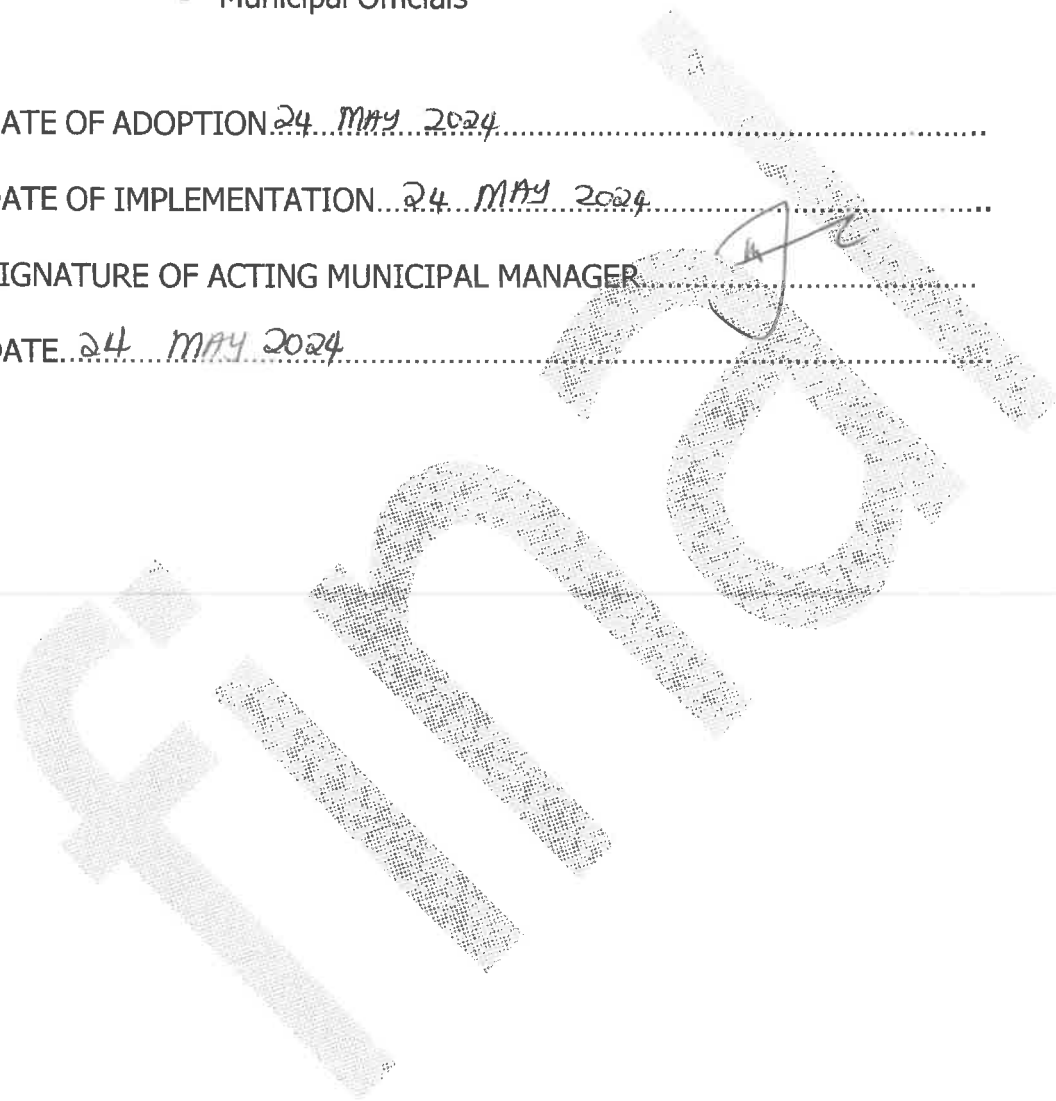 Municipal Officials
ATE OF ADOPTION 24 MAY 2024
ATE OF IMPLEMENTATION 24 MAY 2024
IGNATURE OF ACTING MUNICIPAL MANAGER
ATE 24 MAY 2024
final